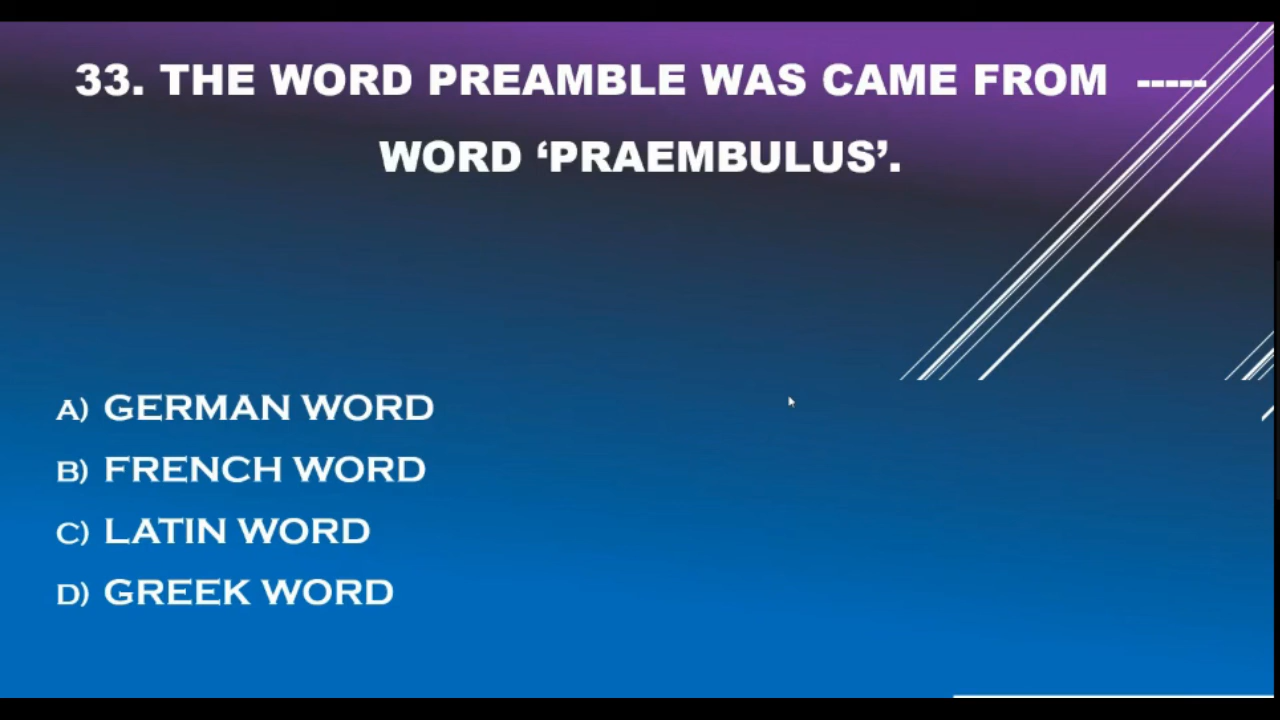 33. THE WORD PREAMBLE WAS CAME FROM -----
WORD ‘PRAEMBULUS’.
A) GERMAN WORD
B) FRENCH WORD
C) LATIN WORD
D) GREEK WORD